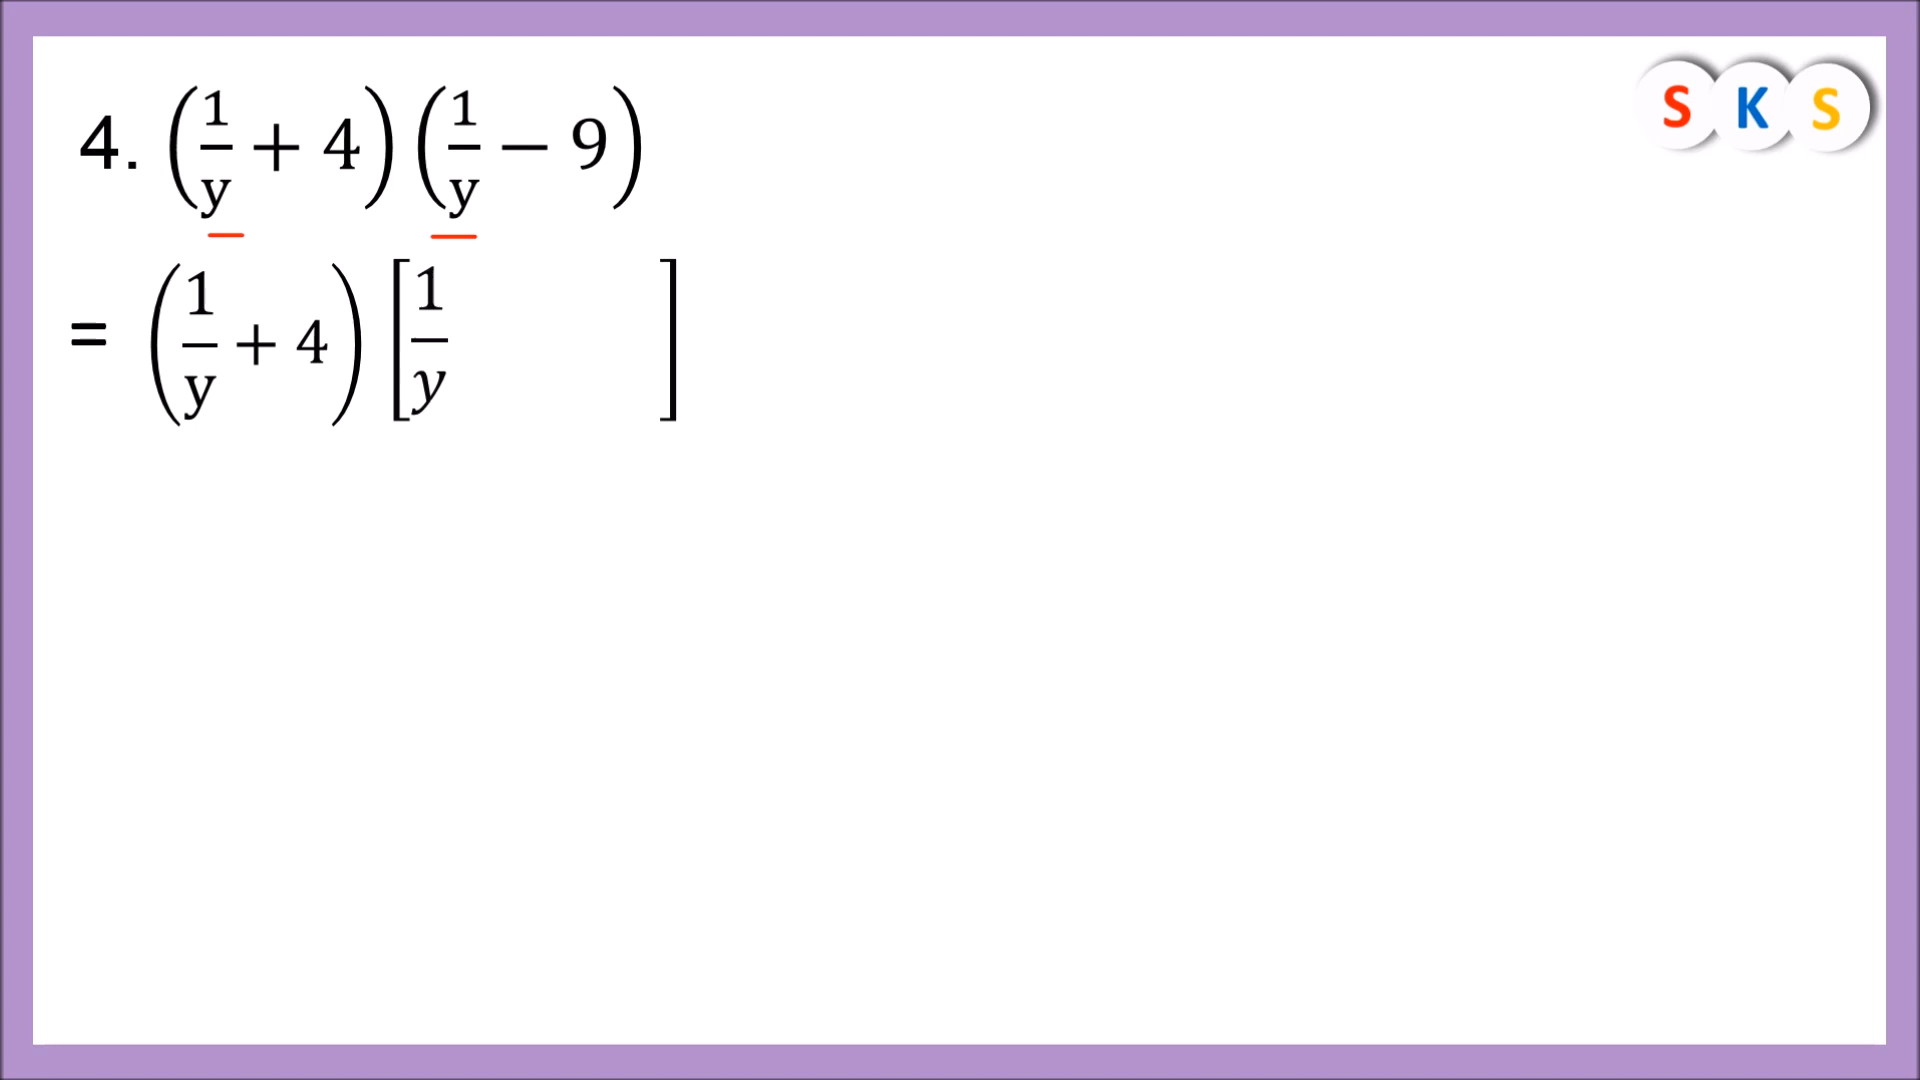 SKS
4. (1/y + 4) (1/y − 9)
= (1/y + 4) [1/y ]